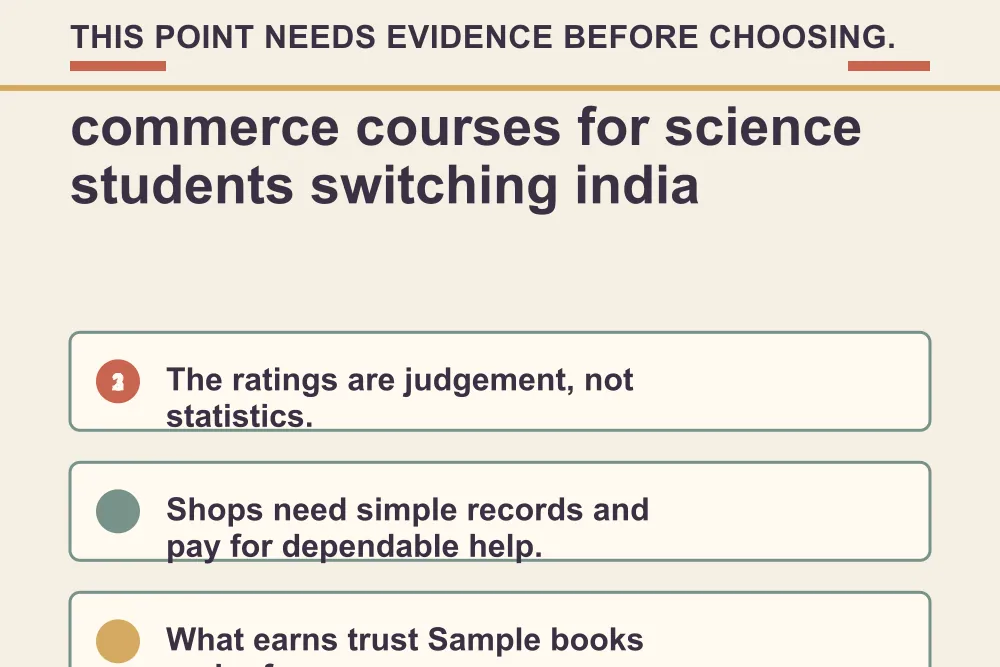 THIS POINT NEEDS EVIDENCE BEFORE CHOOSING.
commerce courses for science
students switching india
The ratings are judgement, not
statistics.
Shops need simple records and
pay for dependable help.
What earns trust Sample books